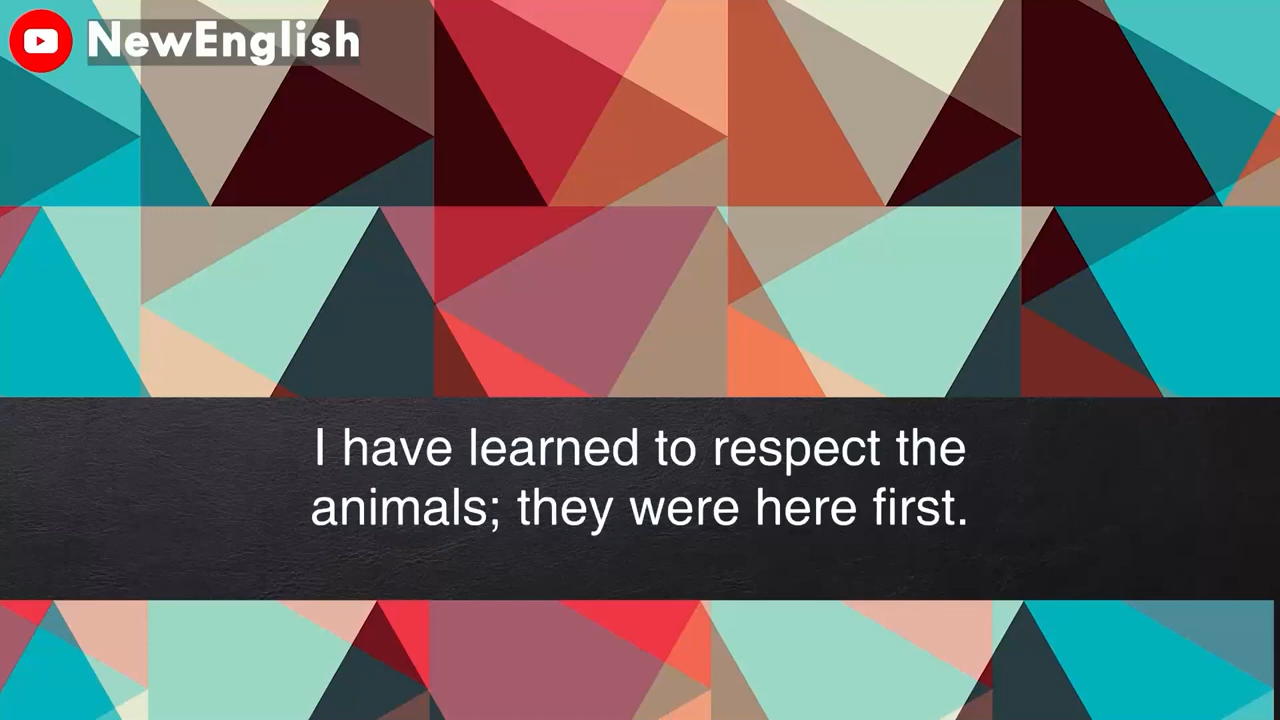 NewEnglish
I have learned to respect the
animals; they were here first.